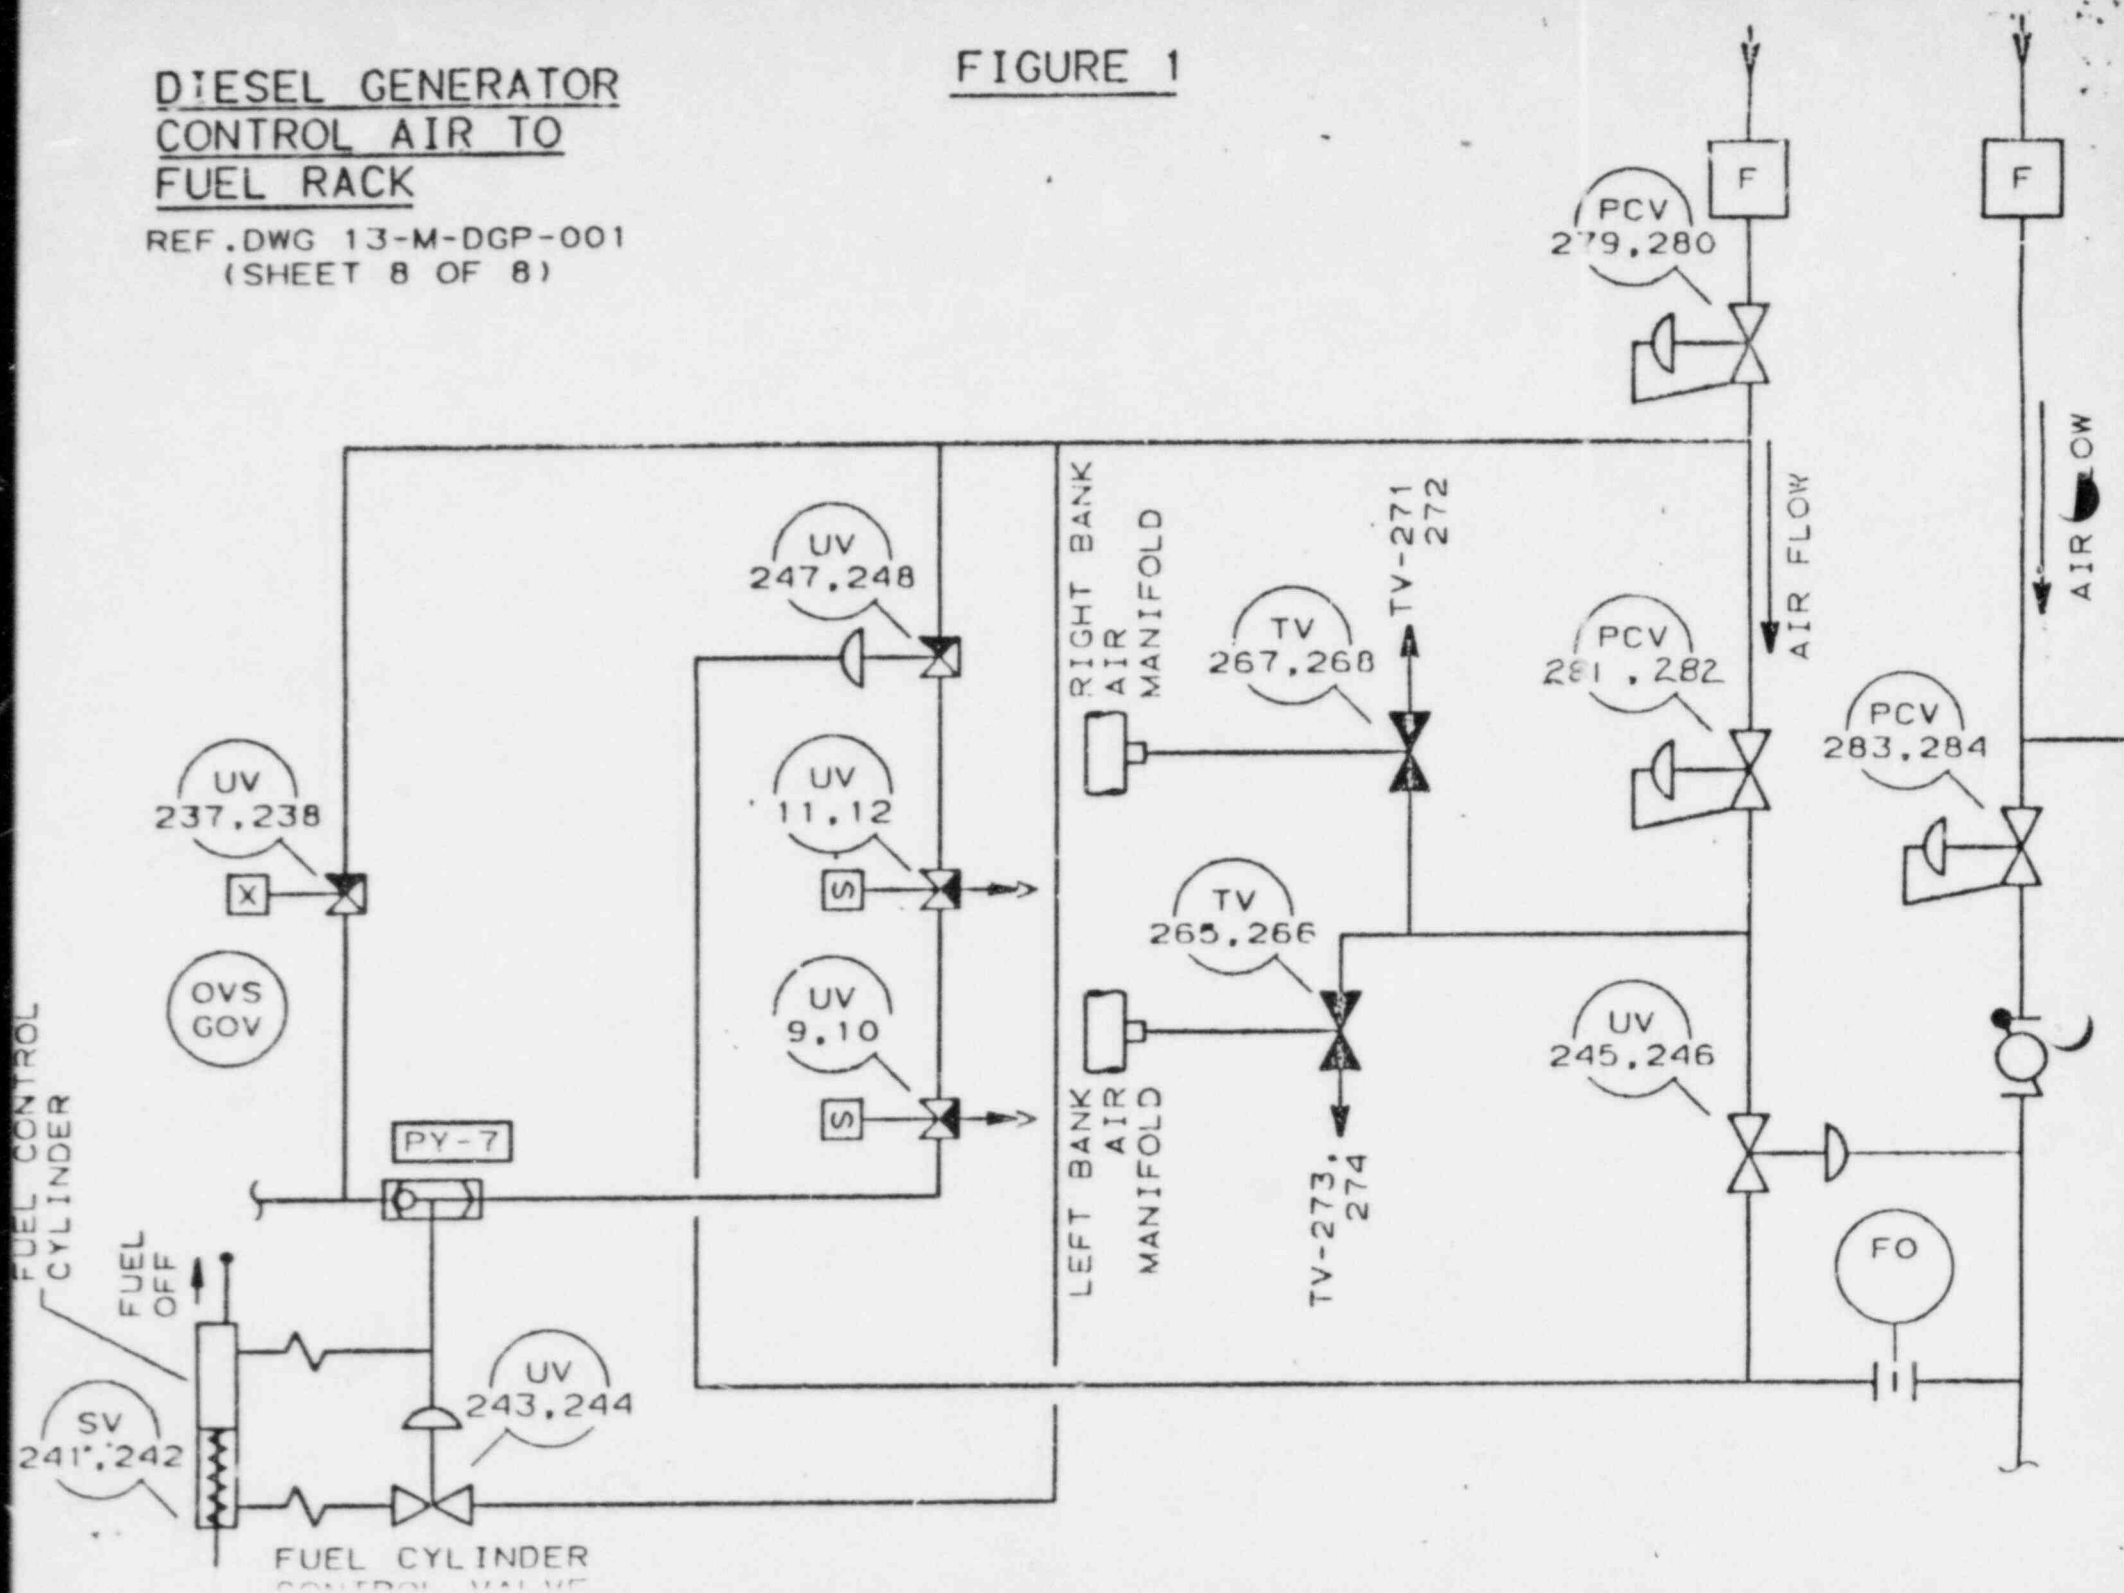 FIGURE 1
DIESEL GENERATOR
CONTROL AIR TO
FUEL RACK
REF.DWG 13-M-DGP-001
(SHEET 8 OF 8)
F
F
PCV
279,280
AIR FLOW
UV
247,248
RIGHT BANK
AIR
MANIFOLD
TV-271
272
TV
267,268
PCV
281,282
AIR FLOW
PCV
283,284
UV
237,238
X
UV
11,12
S
TV
265,266
OVS
GOV
UV
9,10
S
UV
245,246
FUEL CONTROL
CYLINDER
PY-7
LEFT BANK
AIR
MANIFOLD
TV-273,
274
FO
FUEL
OFF
UV
243,244
SV
241,242
FUEL CYLINDER
CONTROL VALVE